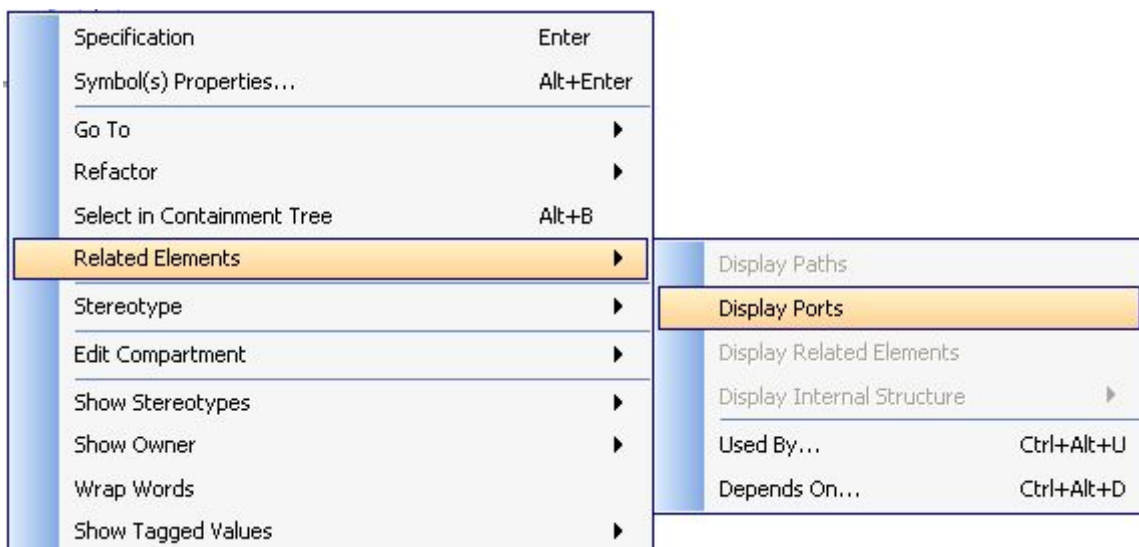 Specification Enter
Symbol(s) Properties... Alt+Enter
Go To
Refactor
Select in Containment Tree Alt+B
Related Elements
Stereotype
Edit Compartment
Show Stereotypes
Show Owner
Wrap Words
Show Tagged Values
Display Paths
Display Ports
Display Related Elements
Display Internal Structure
Used By... Ctrl+Alt+U
Depends On... Ctrl+Alt+D